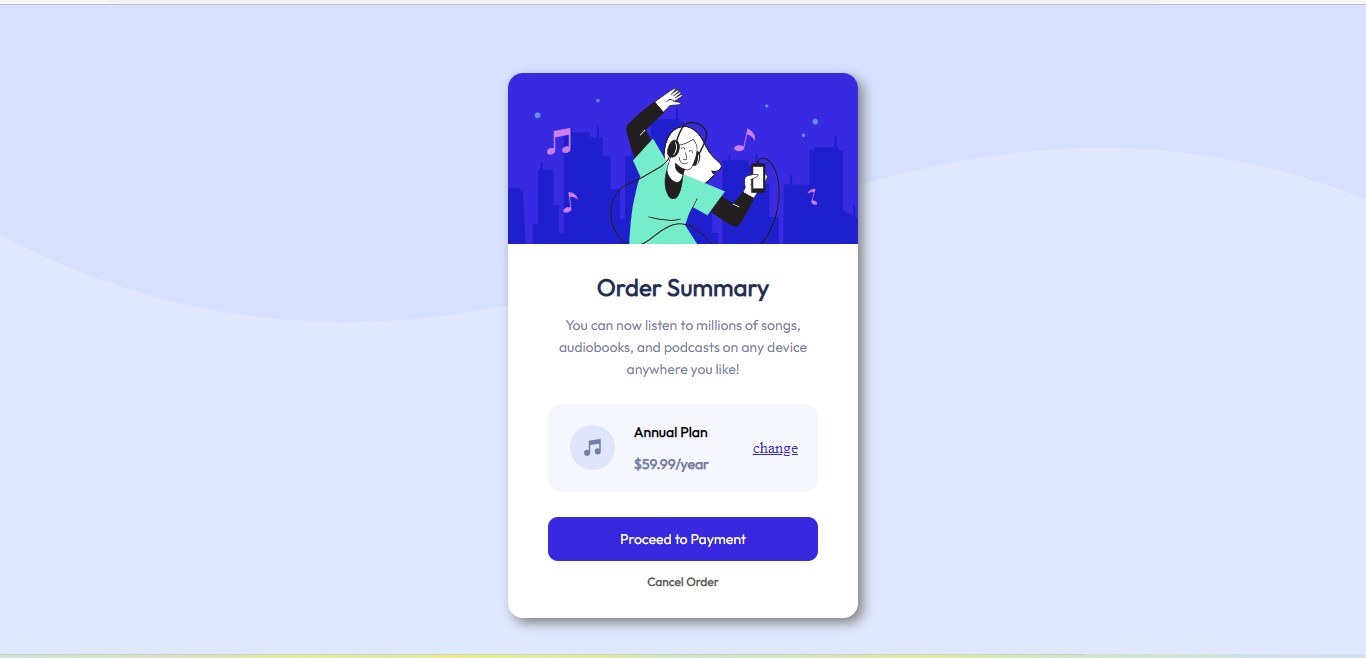 Order Summary
You can now listen to millions of songs,
audiobooks, and podcasts on any device
anywhere you like!
Annual Plan
$59.99/year
change
Proceed to Payment
Cancel Order